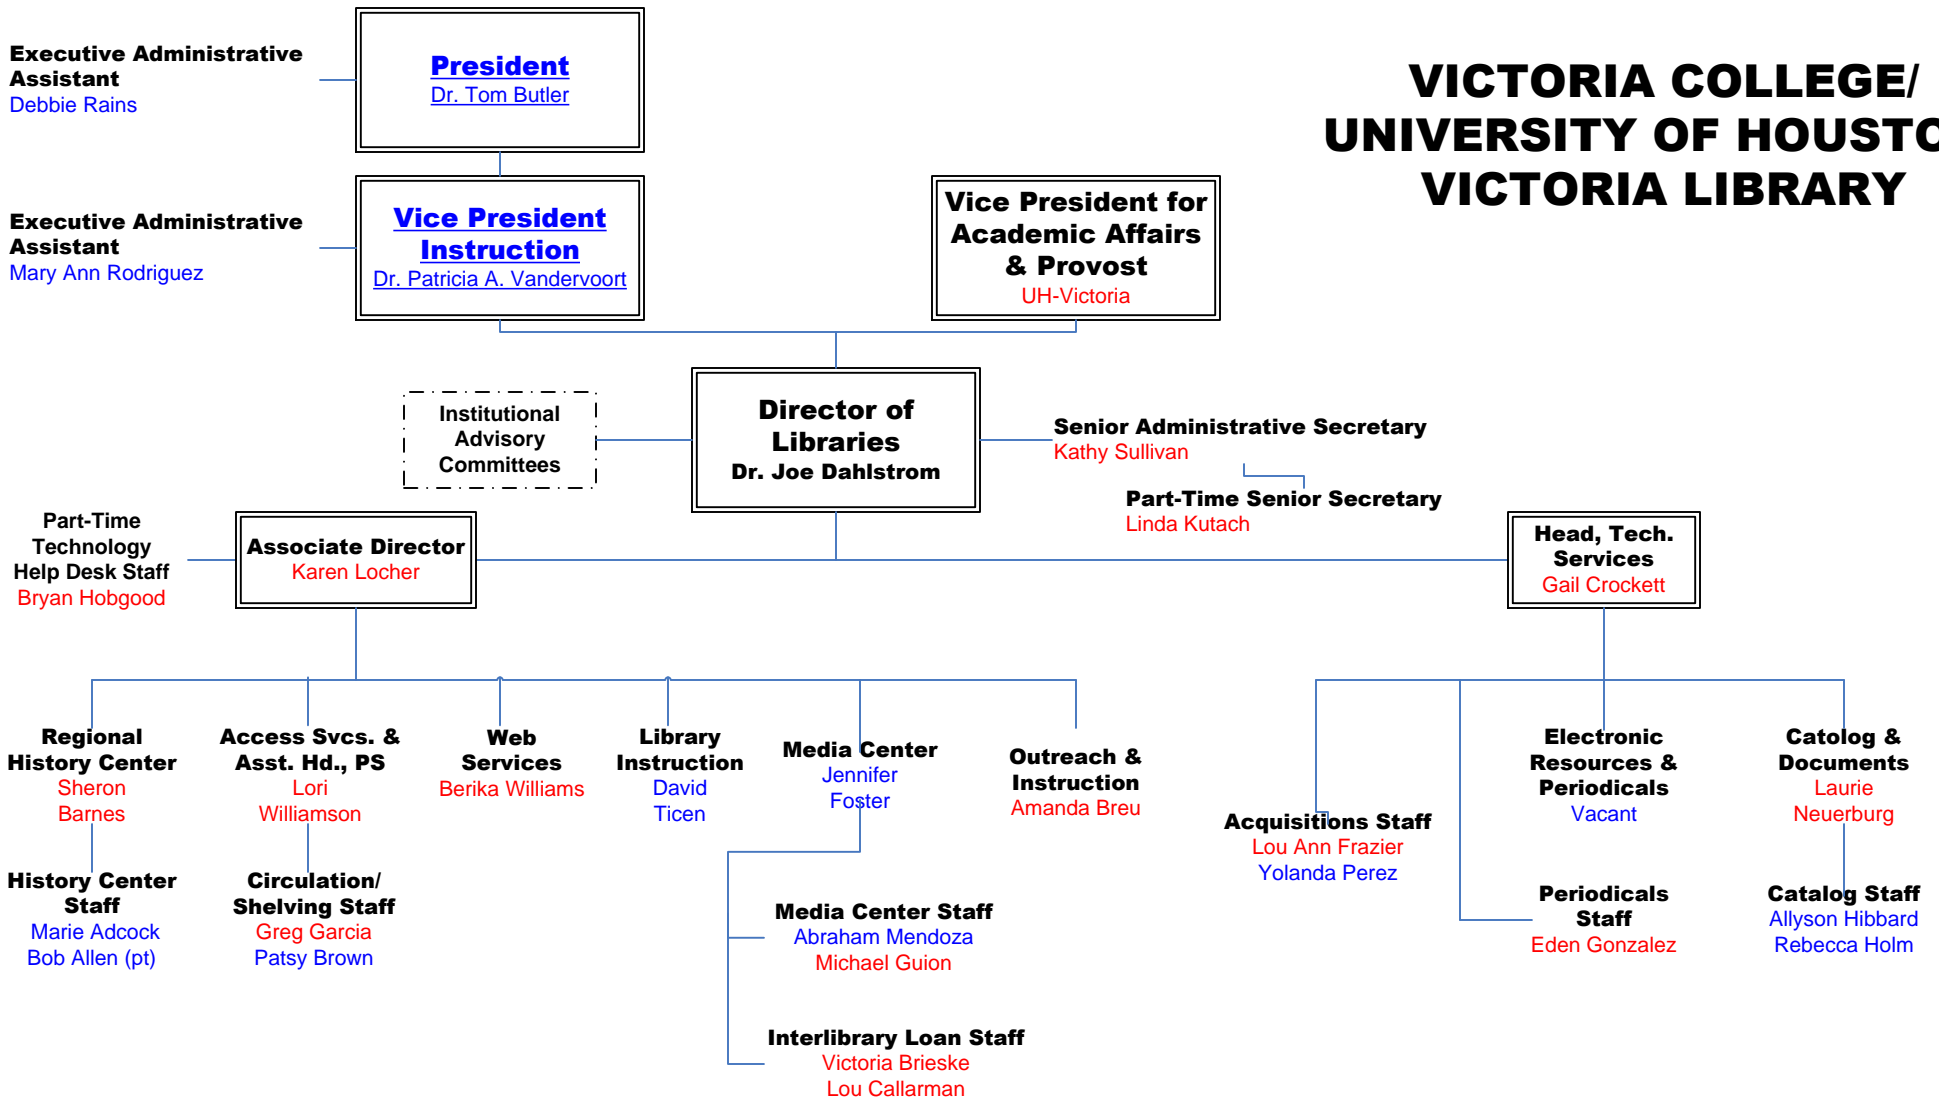 VICTORIA COLLEGE/
UNIVERSITY OF HOUSTO
VICTORIA LIBRARY
Executive Administrative
Assistant
Debbie Rains
President
Dr. Tom Butler
Executive Administrative
Assistant
Mary Ann Rodriguez
Vice President
Instruction
Dr. Patricia A. Vandervoort
Vice President for
Academic Affairs
& Provost
UH-Victoria
Institutional
Advisory
Committees
Director of
Libraries
Dr. Joe Dahlstrom
Senior Administrative Secretary
Kathy Sullivan
Part-Time Senior Secretary
Linda Kutach
Part-Time
Technology
Help Desk Staff
Bryan Hobgood
Associate Director
Karen Locher
Head, Tech.
Services
Gail Crockett
Regional
History Center
Sheron
Barnes
Access Svcs. &
Asst. Hd., PS
Lori
Williamson
Web
Services
Berika Williams
Library
Instruction
David
Ticen
Media Center
Jennifer
Foster
Outreach &
Instruction
Amanda Breu
Acquisitions Staff
Lou Ann Frazier
Yolanda Perez
Electronic
Resources &
Periodicals
Vacant
Catolog &
Documents
Laurie
Neuerburg
History Center
Staff
Marie Adcock
Bob Allen (pt)
Circulation/
Shelving Staff
Greg Garcia
Patsy Brown
Media Center Staff
Abraham Mendoza
Michael Guion
Periodicals
Staff
Eden Gonzalez
Catalog Staff
Allyson Hibbard
Rebecca Holm
Interlibrary Loan Staff
Victoria Brieske
Lou Callarman